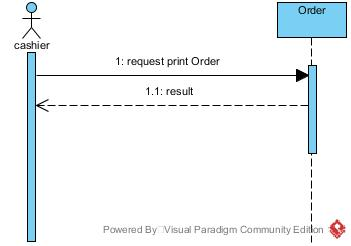 Order
cashier
1: request print Order
1.1: result
Powered By Visual Paradigm Community Edition